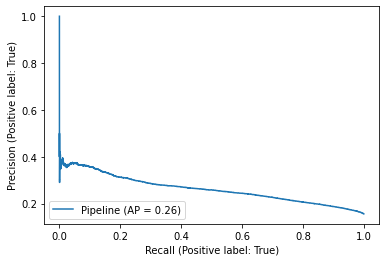 1.0
0.8
0.6
0.4
0.2
Precision (Positive label: True)
Pipeline (AP = 0.26)
0.0 0.2 0.4 0.6 0.8 1.0
Recall (Positive label: True)